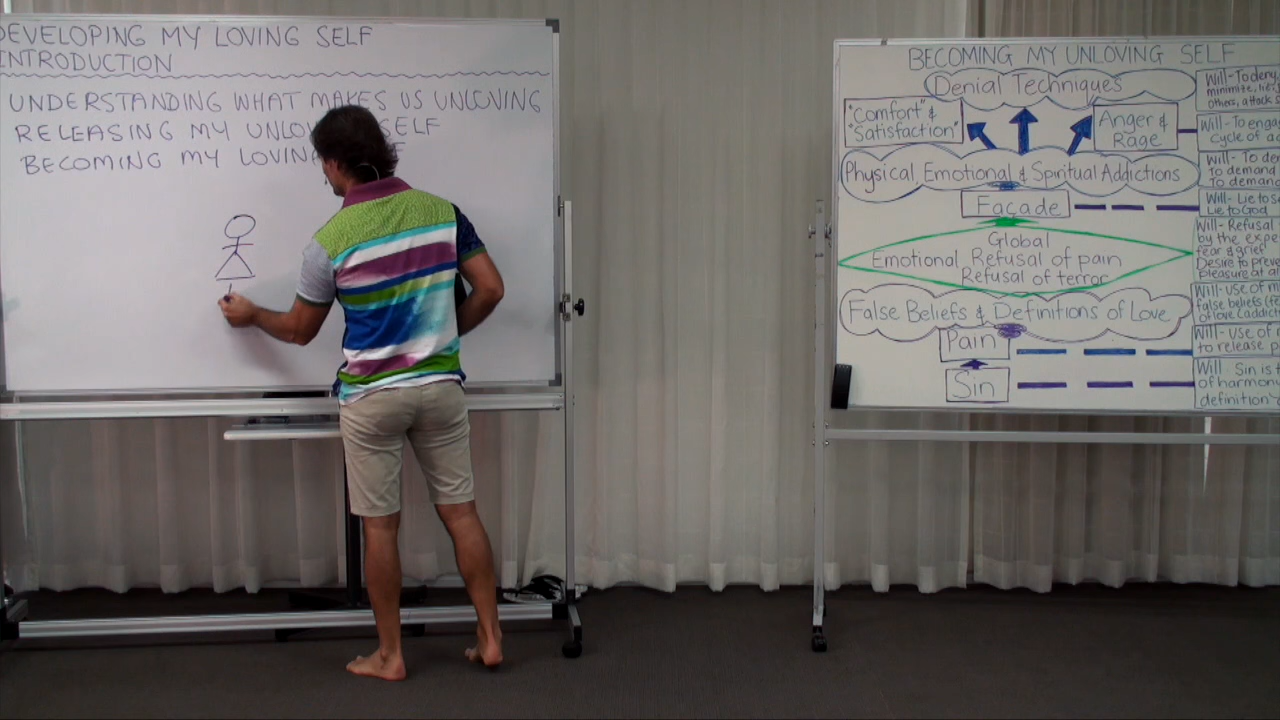 DEVELOPING MY LOVING SELF
INTRODUCTION
UNDERSTANDING WHAT MAKES US UNLOVING
RELEASING MY UNLO SELF
BECOMING MY LOVING
BECOMING MY UNLOVING SELF
Denial Techniques
"Comfort" &
"Satisfaction"
Anger &
Rage
Physical, Emotional & Spiritual Addictions
Façade
Global
Emotional Refusal of pain
Refusal of terror
False Beliefs & Definitions of Love
Pain
Sin
Will- To deny
minimize, lie
others, attack
Will- To engag
cycle of ad
Will- To de
To demand
To demand
Will- Lie to S
Lie to God
Will- Refusal
by the expe
fear & grief
Desire to preve
pleasure at a
Will- use of m
false beliefs (
of love (addict
Will- Use of
to release p
Will Sin is t
of harmon
definition